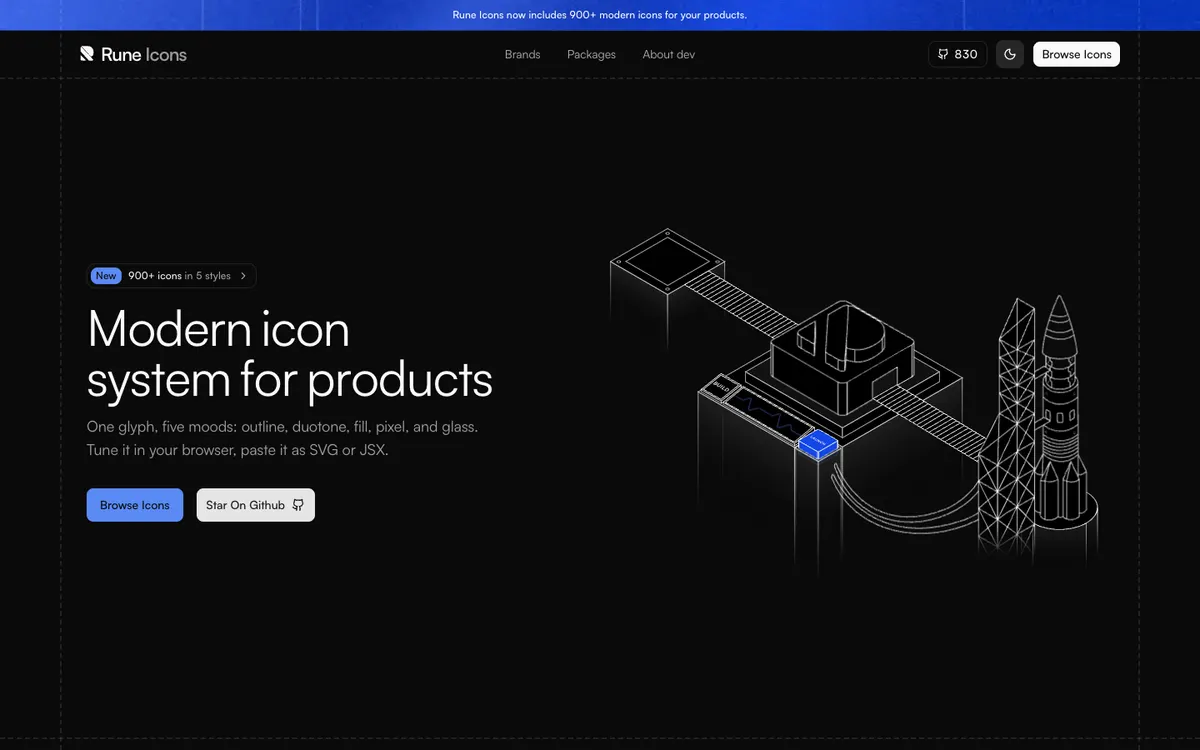 Rune Icons now includes 900+ modern icons for your products.
Rune Icons
Brands
Packages
About dev
830
Browse Icons
New 900+ icons in 5 styles
Modern icon
system for products
One glyph, five moods: outline, duotone, fill, pixel, and glass.
Tune it in your browser, paste it as SVG or JSX.
Browse Icons
Star On Github
BUILD
LAUNCH